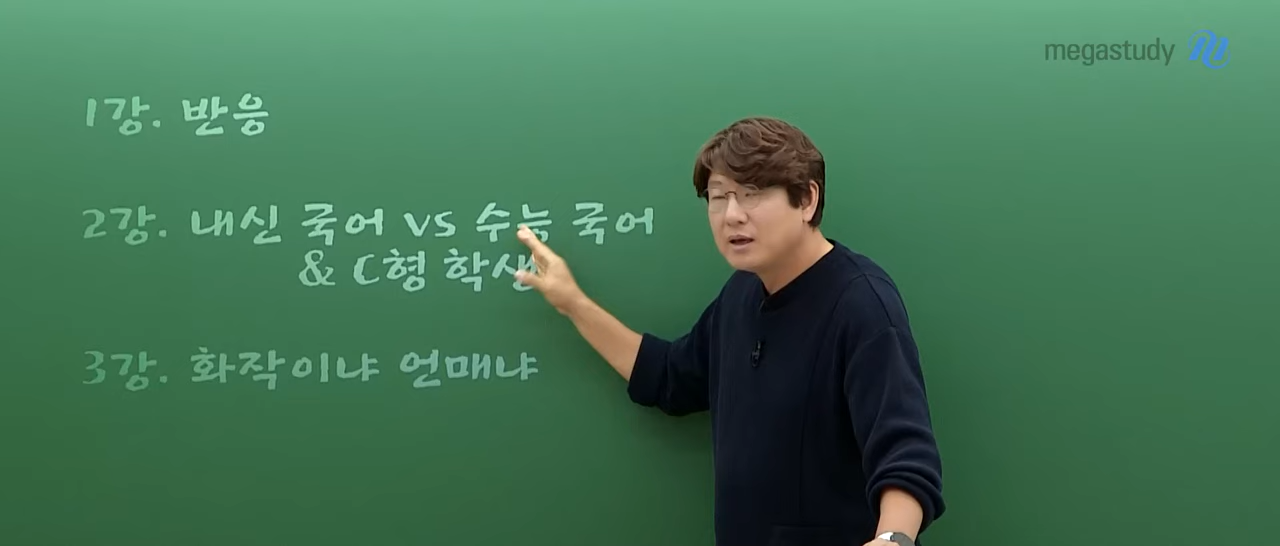 megastudy
1강. 반응
2강. 내신 국어 vs 수능 국어
& C형 학생
3강. 화작이냐 언매냐